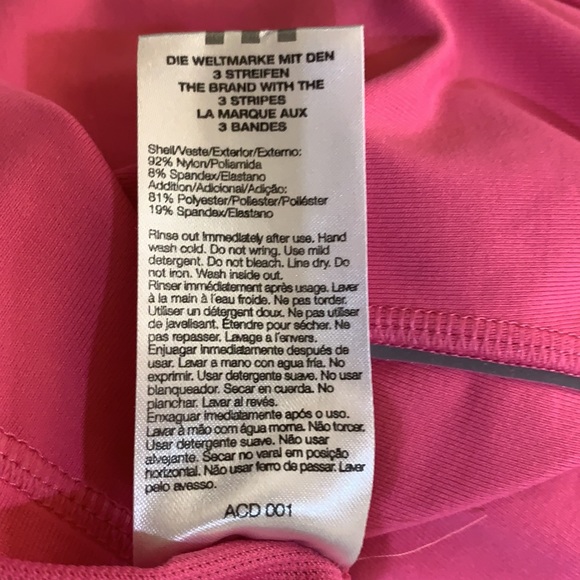 DIE WELTMARKE MIT DEN
3 STREIFEN
THE BRAND WITH THE
3 STRIPES
LA MARQUE AUX
3 BANDES
Shell/Veste/Exterior/Externo:
92% Nylon/Poliamida
8% Spandex/Elastano
Addition/Adicional/Adição:
81% Polyester/Poliester/Poliéster
19% Spandex/Elastano
Rinse out immediately after use. Hand
wash cold. Do not wring. Use mild
detergent. Do not bleach. Line dry. Do
not iron. Wash inside out.
Rinser immédiatement après usage. Laver
à la main à l'eau froide. Ne pas torder.
Utiliser un détergent doux. Ne pas utiliser
de javelisant. Étendre pour sécher. Ne
pas repasser. Lavage a l'envers.
Enjuagar inmediatamente después de
usar. Lavar a mano con agua fría. No
exprimir. Usar detergente suave. No usar
blanqueador. Secar en cuerda. No
planchar. Lavar al revés.
Enxaguar imediatamente após o uso.
Lavar à mão com água morna. Não torcer.
Usar detergente suave. Não usar
alvejante. Secar no varal em posição
horizontal. Não usar ferro de passar. Lavar
pelo avesso.
ACD 001